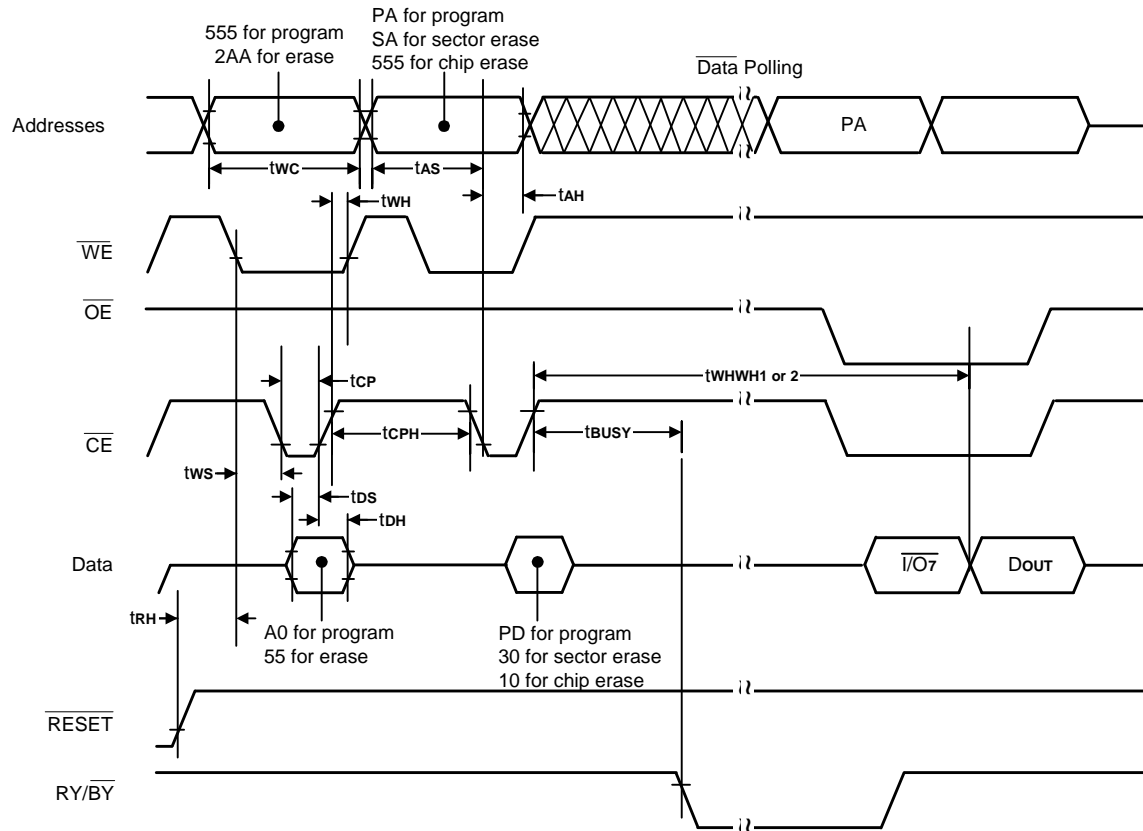 555 for program
2AA for erase
PA for program
SA for sector erase
555 for chip erase
Data Polling
Addresses
PA
tWC
tAS
tAH
tWH
WE
OE
tWHWH1 or 2
tCP
tCPH
tBUSY
CE
tWS
tDS
tDH
Data
I/O7
DOUT
tRH
A0 for program
55 for erase
PD for program
30 for sector erase
10 for chip erase
RESET
RY/BY